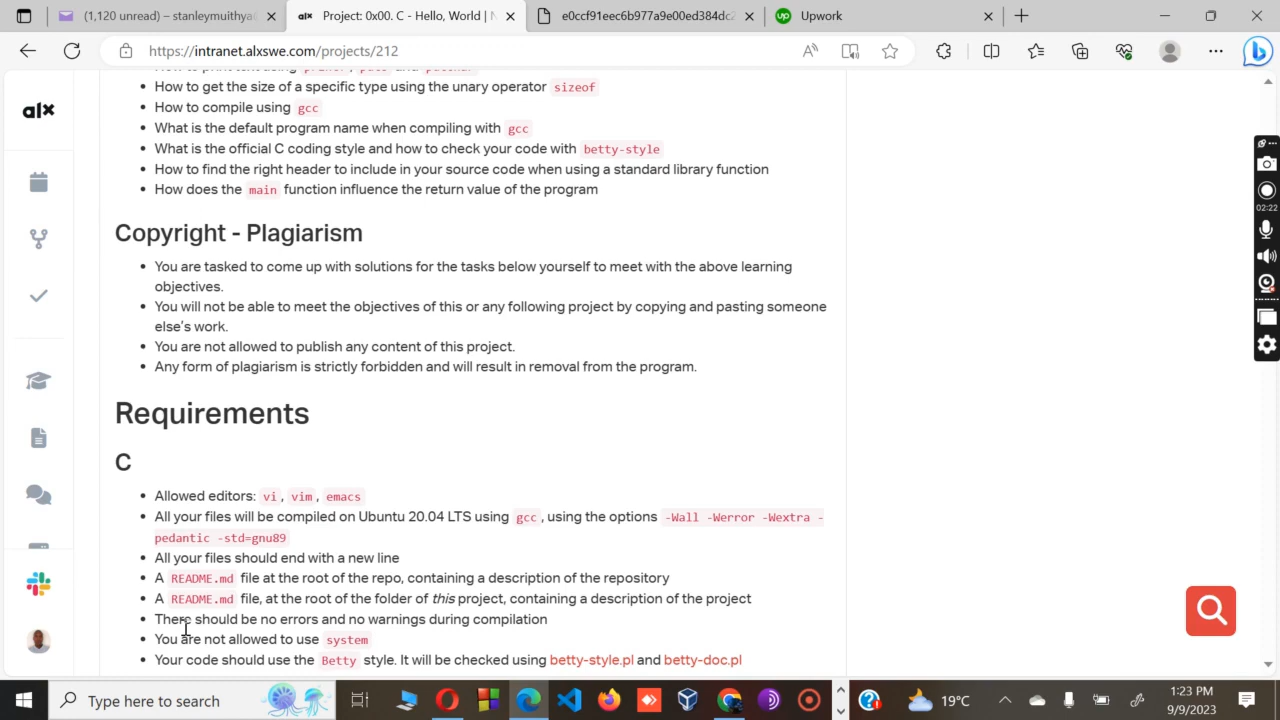 (1,120 unread) - stanleymuithya
Project: 0x00. C - Hello, World | N
e0ccf91eec6b977a9e00ed384dc2
Upwork
https://intranet.alxswe.com/projects/212
alx
How to get the size of a specific type using the unary operator sizeof
How to compile using gcc
What is the default program name when compiling with gcc
What is the official C coding style and how to check your code with betty-style
How to find the right header to include in your source code when using a standard library function
How does the main function influence the return value of the program
Copyright - Plagiarism
You are tasked to come up with solutions for the tasks below yourself to meet with the above learning
objectives.
You will not be able to meet the objectives of this or any following project by copying and pasting someone
else's work.
You are not allowed to publish any content of this project.
Any form of plagiarism is strictly forbidden and will result in removal from the program.
Requirements
C
Allowed editors: vi, vim, emacs
All your files will be compiled on Ubuntu 20.04 LTS using gcc, using the options -Wall -Werror -Wextra -
pedantic -std=gnu89
All your files should end with a new line
A README.md file at the root of the repo, containing a description of the repository
A README.md file, at the root of the folder of this project, containing a description of the project
There should be no errors and no warnings during compilation
You are not allowed to use system
Your code should use the Betty style. It will be checked using betty-style.pl and betty-doc.pl
02:22
Type here to search
19°C
1:23 PM
9/9/2023